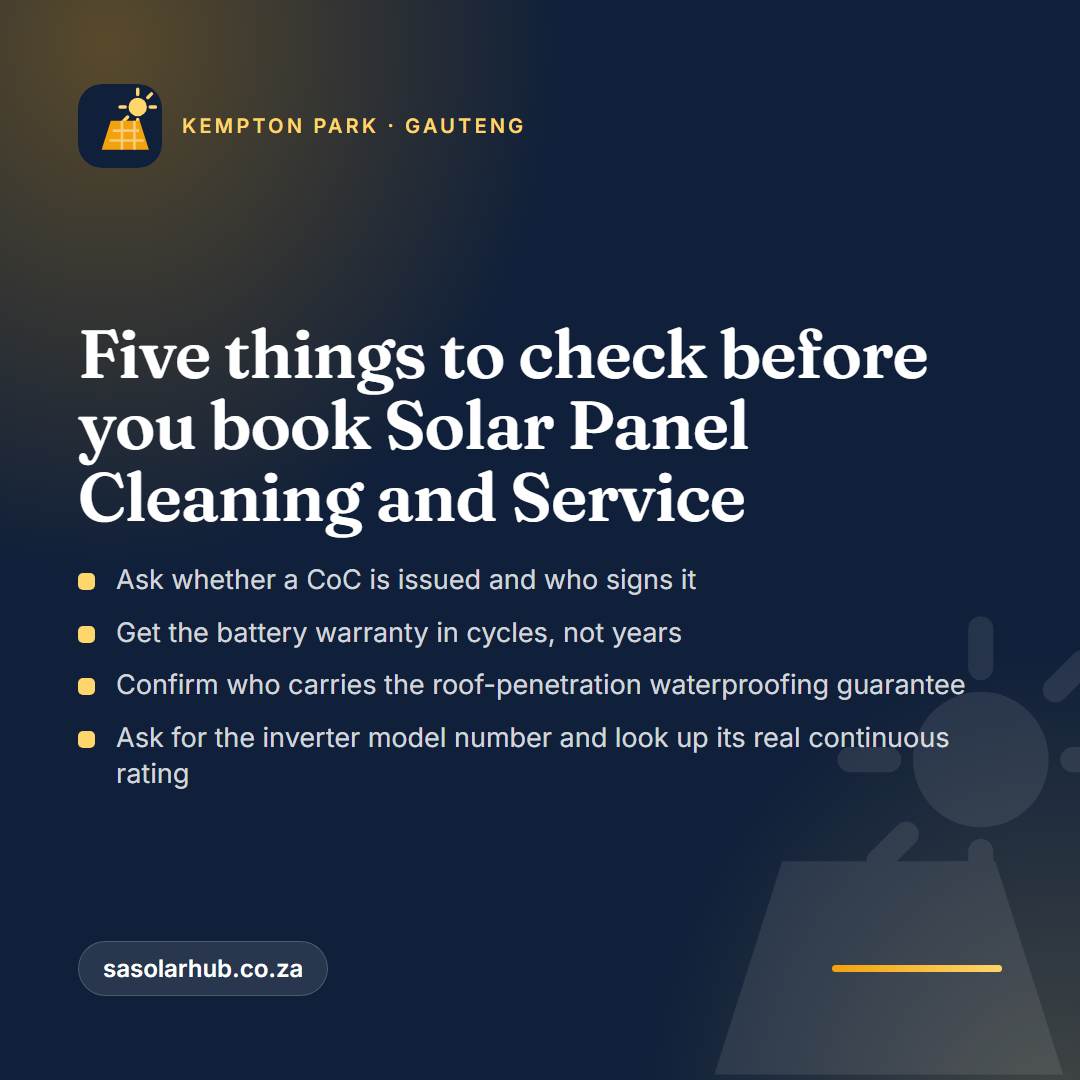 KEMPTON PARK · GAUTENG
Five things to check before
you book Solar Panel
Cleaning and Service
Ask whether a CoC is issued and who signs it
Get the battery warranty in cycles, not years
Confirm who carries the roof-penetration waterproofing guarantee
Ask for the inverter model number and look up its real continuous
rating
sasolarhub.co.za